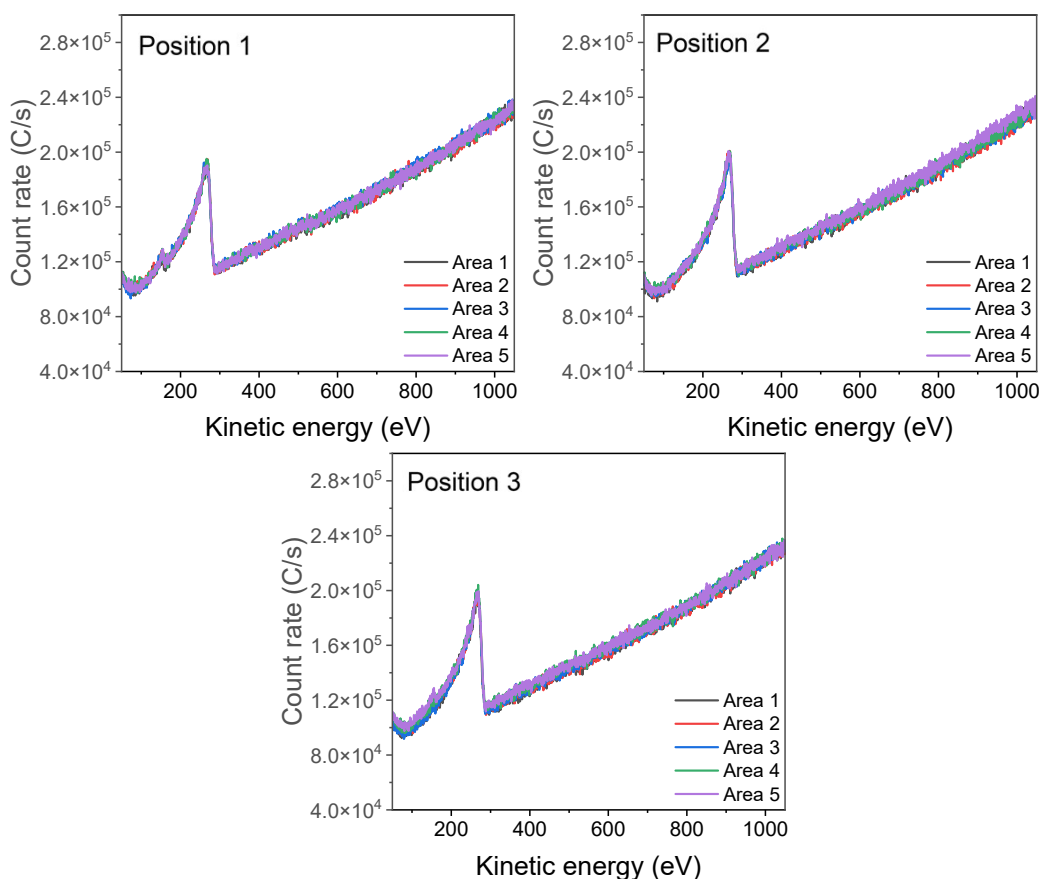 Position 1
Count rate (C/s)
2.8×10⁵
2.4×10⁵
2.0×10⁵
1.6×10⁵
1.2×10⁵
8.0×10⁴
4.0×10⁴
Area 1
Area 2
Area 3
Area 4
Area 5
200 400 600 800 1000
Kinetic energy (eV)
Position 2
Count rate (C/s)
2.8×10⁵
2.4×10⁵
2.0×10⁵
1.6×10⁵
1.2×10⁵
8.0×10⁴
4.0×10⁴
Area 1
Area 2
Area 3
Area 4
Area 5
200 400 600 800 1000
Kinetic energy (eV)
Position 3
Count rate (C/s)
2.8×10⁵
2.4×10⁵
2.0×10⁵
1.6×10⁵
1.2×10⁵
8.0×10⁴
4.0×10⁴
Area 1
Area 2
Area 3
Area 4
Area 5
200 400 600 800 1000
Kinetic energy (eV)